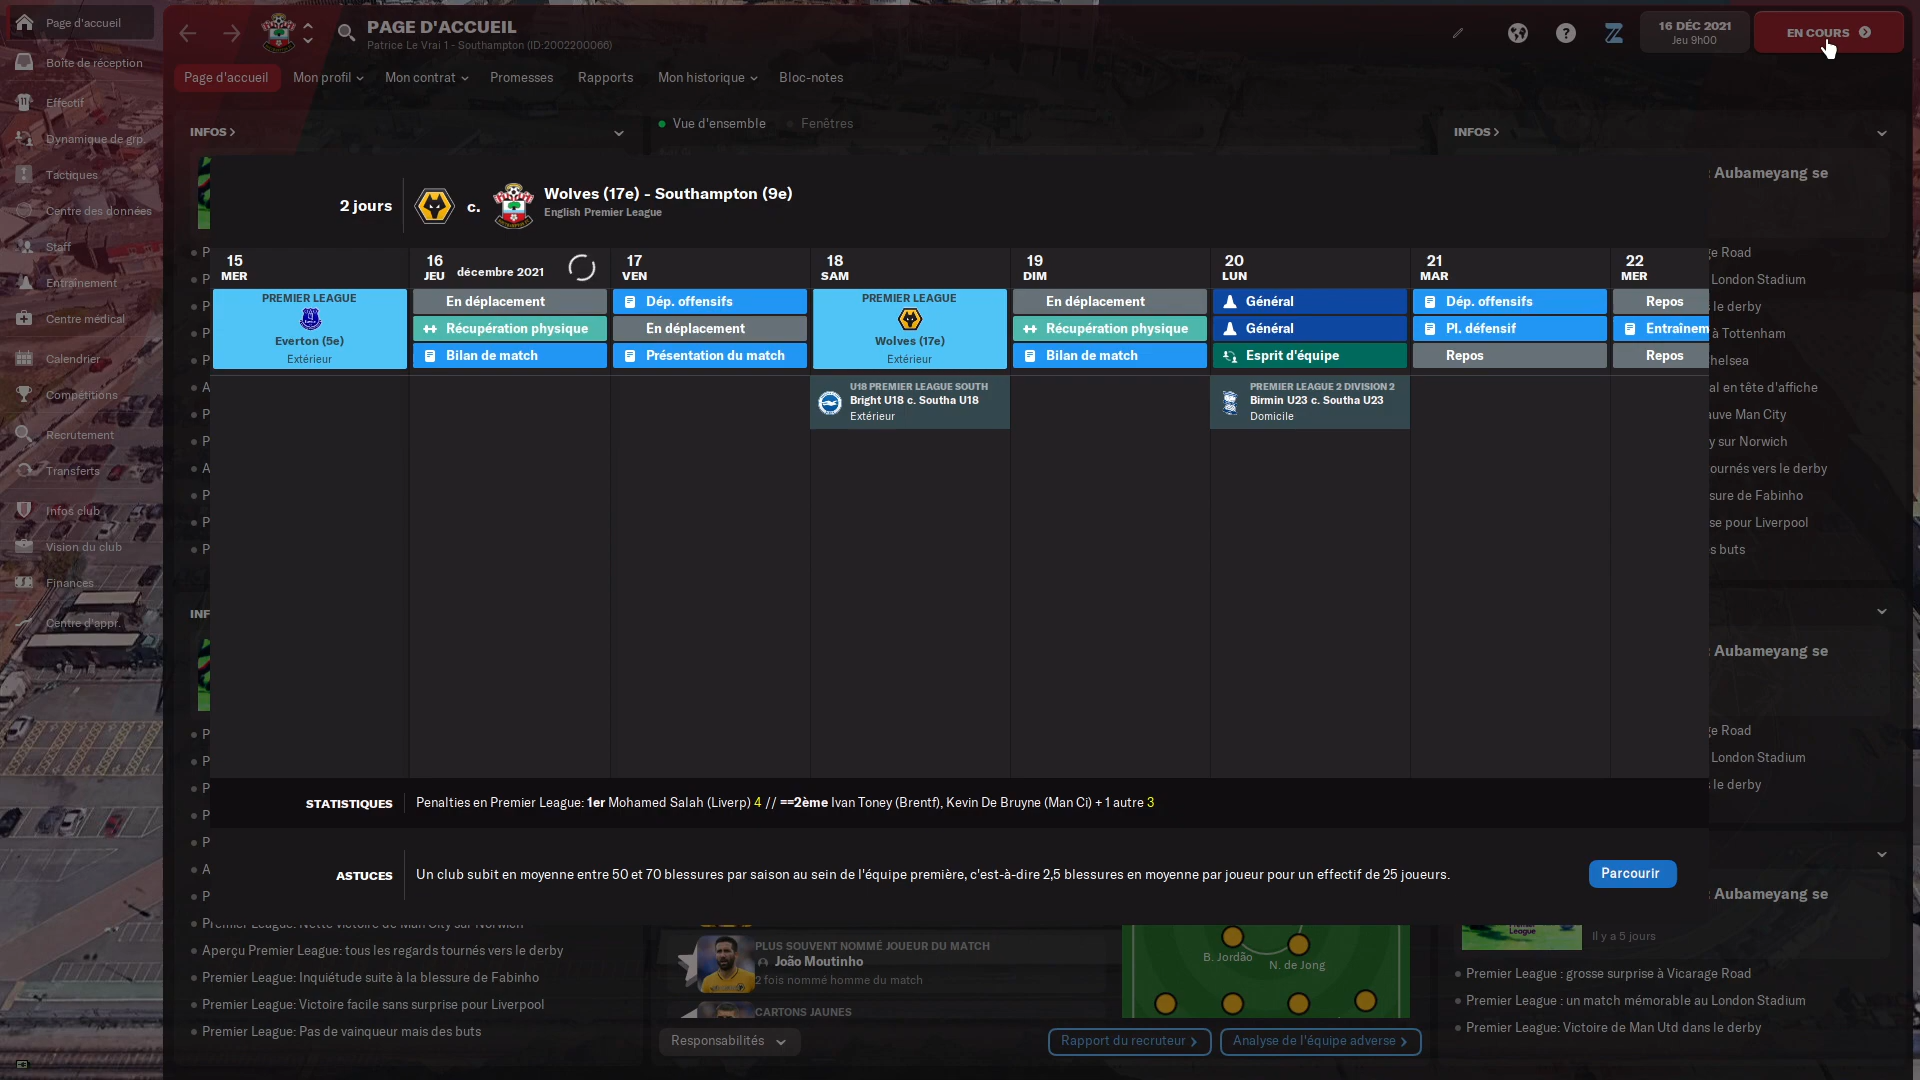 Page d'accueil
Boîte de réception
Effectif
Dynamique de grp.
Tactiques
Centre des données
Staff
Entraînement
Centre médical
Calendrier
Compétitions
Recrutement
Transferts
Infos club
Vision du club
Finances
Centre d'appr.
PAGE D'ACCUEIL
Patrice Le Vrai 1 - Southampton (ID:2002200066)
16 DÉC 2021
Jeu 9h00
EN COURS
Page d'accueil
Mon profil
Mon contrat
Promesses
Rapports
Mon historique
Bloc-notes
INFOS >
Vue d'ensemble
Fenêtres
INFOS >
2 jours
c.
Wolves (17e) - Southampton (9e)
English Premier League
15
MER
16
JEU
décembre 2021
17
VEN
18
SAM
19
DIM
20
LUN
21
MAR
22
MER
PREMIER LEAGUE
Everton (5e)
Extérieur
En déplacement
Récupération physique
Bilan de match
Dép. offensifs
En déplacement
Présentation du match
PREMIER LEAGUE
Wolves (17e)
Extérieur
En déplacement
Récupération physique
Bilan de match
Général
Général
Esprit d'équipe
Dép. offensifs
Pl. défensif
Repos
Repos
Entraînem
Repos
U18 PREMIER LEAGUE SOUTH
Bright U18 c. Southa U18
Extérieur
PREMIER LEAGUE 2 DIVISION 2
Birmin U23 c. Southa U23
Domicile
STATISTIQUES
Penalties en Premier League: 1er Mohamed Salah (Liverp) 4 // ==2ème Ivan Toney (Brentf), Kevin De Bruyne (Man Ci) + 1 autre 3
ASTUCES
Un club subit en moyenne entre 50 et 70 blessures par saison au sein de l'équipe première, c'est-à-dire 2,5 blessures en moyenne par joueur pour un effectif de 25 joueurs.
Parcourir
: Aubameyang se
ge Road
London Stadium
le derby
à Tottenham
helsea
al en tête d'affiche
auve Man City
y sur Norwich
ournés vers le derby
sure de Fabinho
se pour Liverpool
s buts
INF
: Aubameyang se
ge Road
London Stadium
le derby
: Aubameyang se
Il y a 5 jours
Premier League : grosse surprise à Vicarage Road
Premier League : un match mémorable au London Stadium
Premier League: Victoire de Man Utd dans le derby
Premier League: Nette victoire de Man City sur Norwich
Aperçu Premier League: tous les regards tournés vers le derby
Premier League: Inquiétude suite à la blessure de Fabinho
Premier League: Victoire facile sans surprise pour Liverpool
Premier League: Pas de vainqueur mais des buts
PLUS SOUVENT NOMMÉ JOUEUR DU MATCH
João Moutinho
2 fois nommé homme du match
CARTONS JAUNES
B. Jordão
N. de Jong
Responsabilités
Rapport du recruteur >
Analyse de l'équipe adverse >